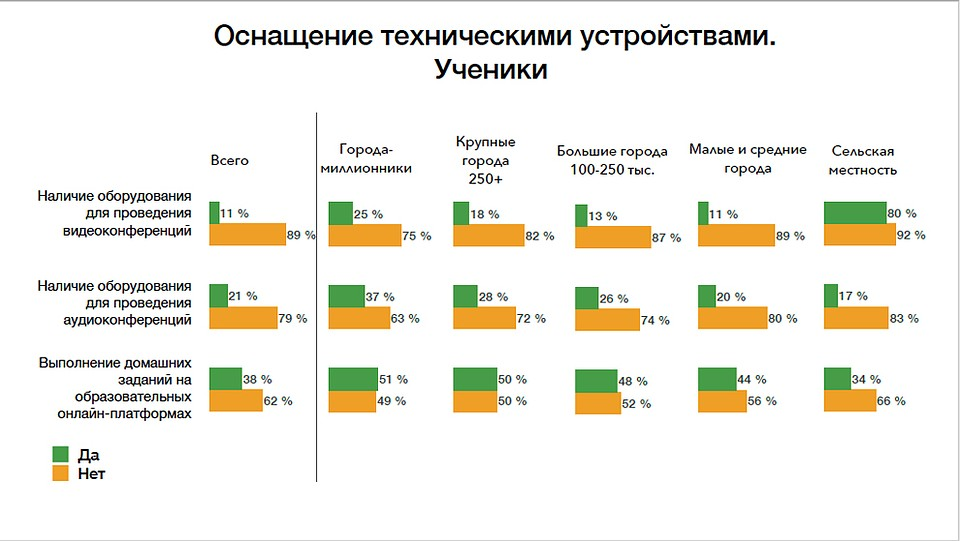 Оснащение техническими устройствами.
Ученики
Всего
Города-
миллионники
Крупные
города
250+
Большие города
100-250 тыс.
Малые и средние
города
Сельская
местность
Наличие оборудования
для проведения
видеоконференций
11 %
89 %
25 %
75 %
18 %
82 %
13 %
87 %
11 %
89 %
80 %
92 %
Наличие оборудования
для проведения
аудиоконференций
21 %
79 %
37 %
63 %
28 %
72 %
26 %
74 %
20 %
80 %
17 %
83 %
Выполнение домашних
заданий на
образовательных
онлайн-платформах
38 %
62 %
51 %
49 %
50 %
50 %
48 %
52 %
44 %
56 %
34 %
66 %
Да
Нет